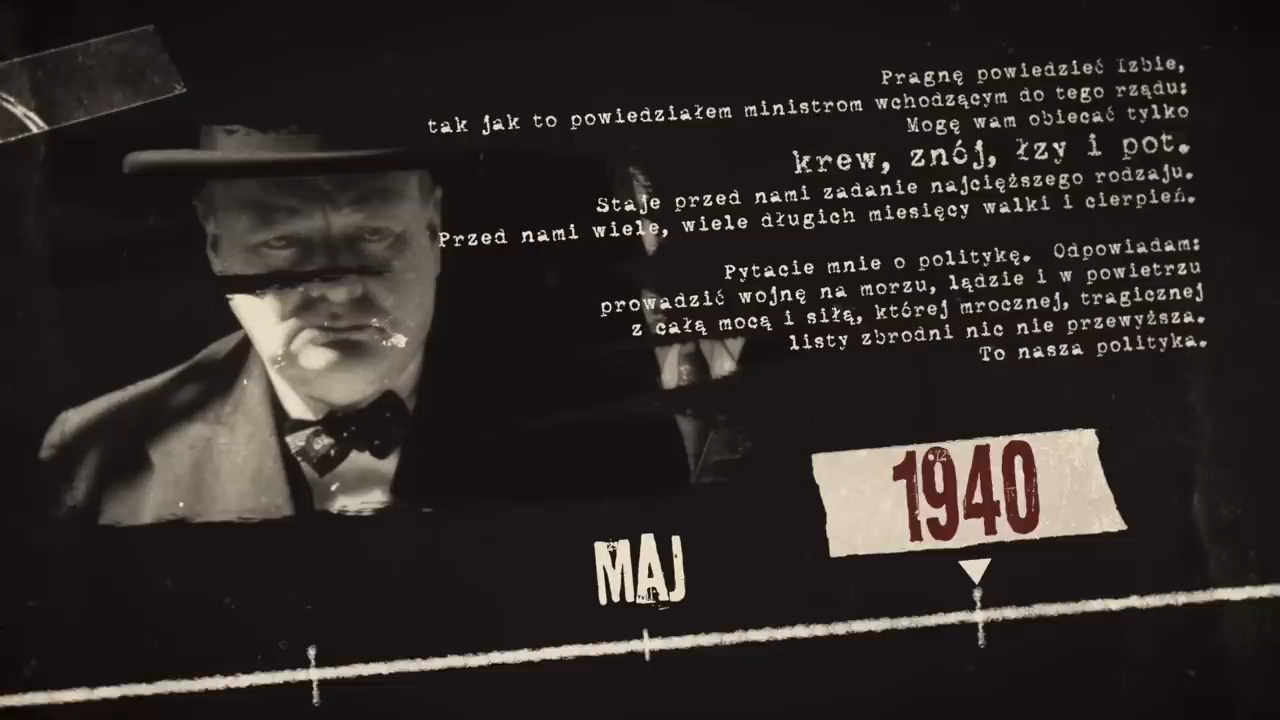 Pragnę powiedzieć Izbie,
tak jak to powiedziałem ministrom wchodzącym do tego rządu:
Mogę wam obiecać tylko
krew, znój, łzy i pot.
Staje przed nami zadanie najcięższego rodzaju.
Przed nami wiele, wiele długich miesięcy walki i cierpień.
Pytacie mnie o politykę. Odpowiadam:
prowadzić wojnę na morzu, lądzie i w powietrzu
z całą mocą i siłą, której mrocznej, tragicznej
listy zbrodni nic nie przewyższa.
To nasza polityka.
1940
MAJ